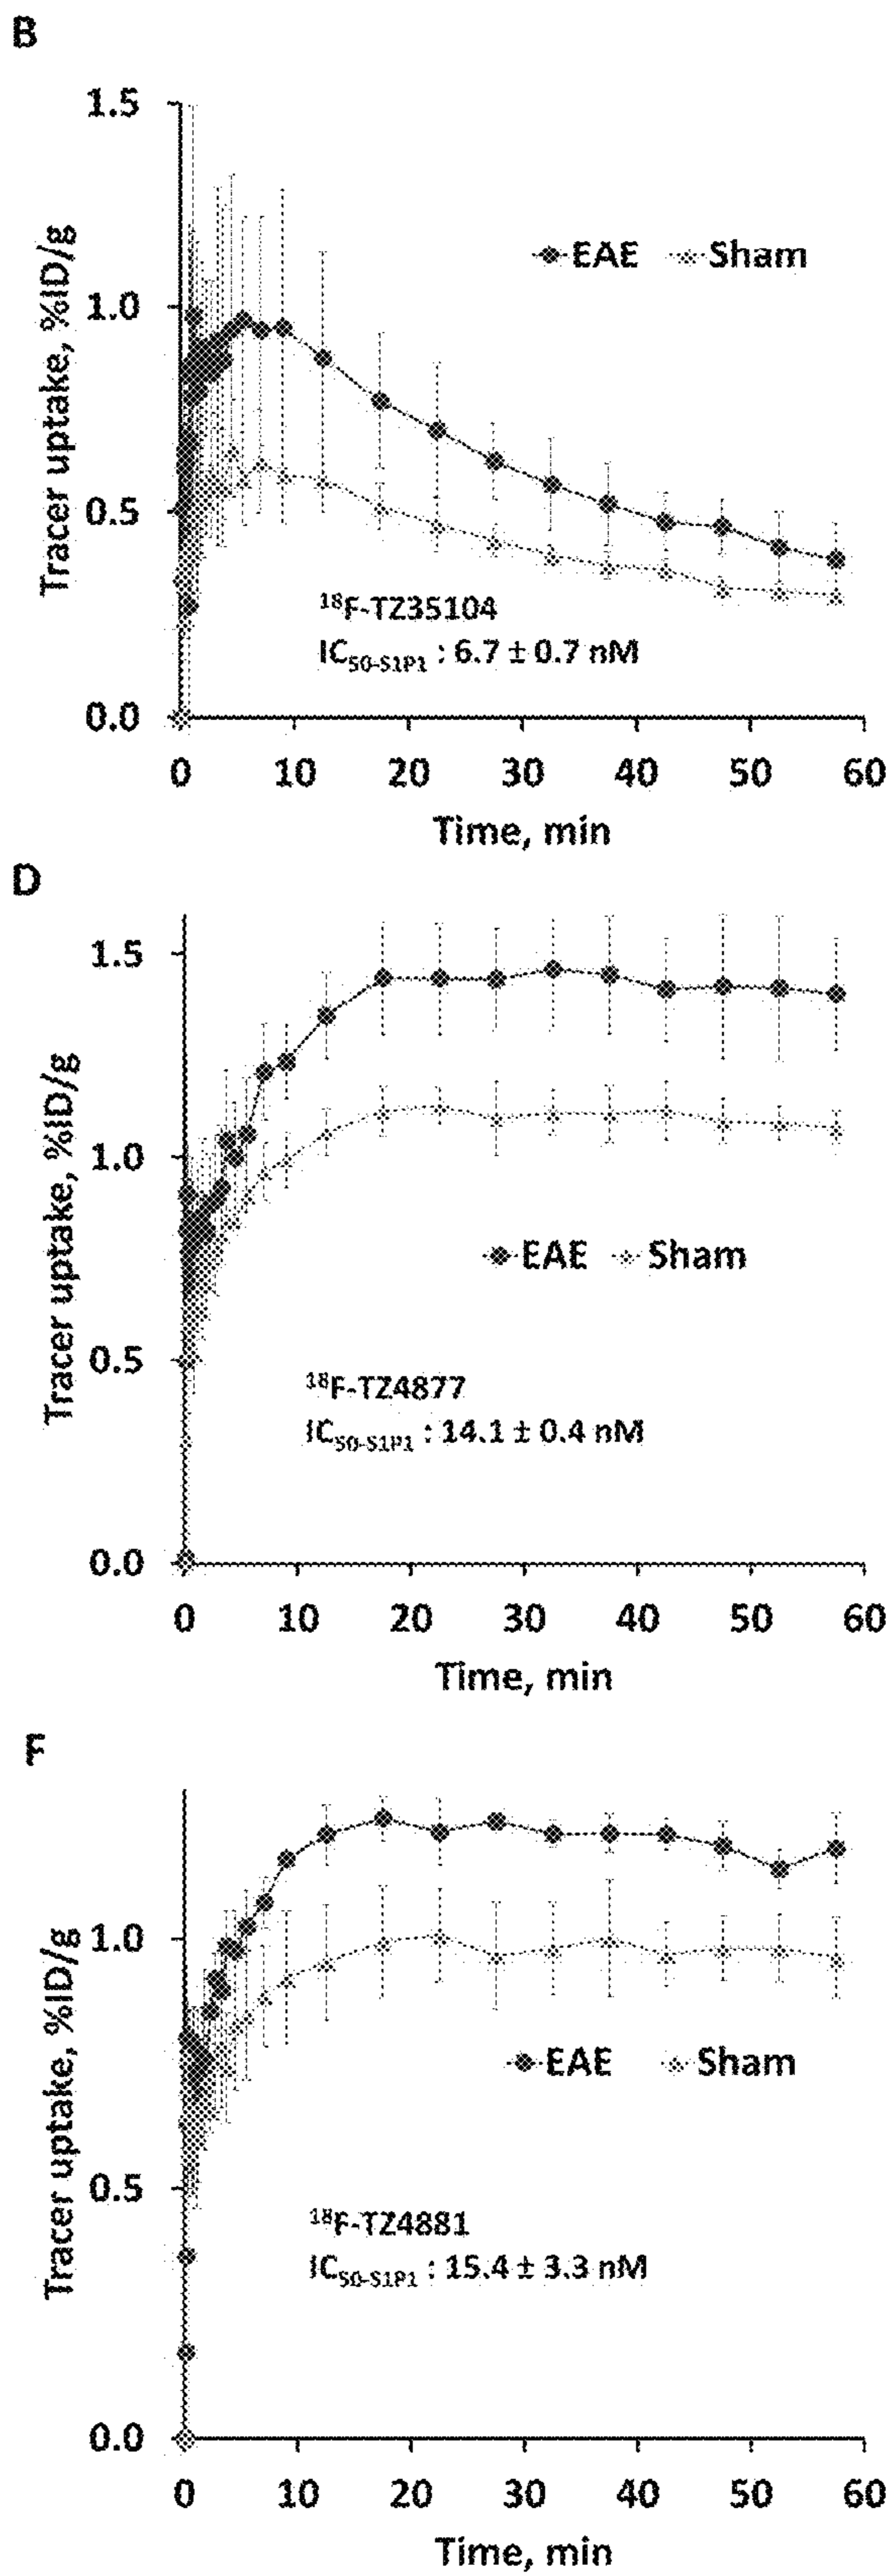 B
1.5
1.0
0.5
0.0
Tracer uptake, %ID/g
EAE Sham
18F-TZ35104
IC50-S1P1 : 6.7 ± 0.7 nM
0 10 20 30 40 50 60
Time, min
D
1.5
1.0
0.5
0.0
Tracer uptake, %ID/g
EAE Sham
18F-TZ4877
IC50-S1P1 : 14.1 ± 0.4 nM
0 10 20 30 40 50 60
Time, min
F
1.0
0.5
0.0
Tracer uptake, %ID/g
EAE Sham
18F-TZ4881
IC50-S1P1 : 15.4 ± 3.3 nM
0 10 20 30 40 50 60
Time, min